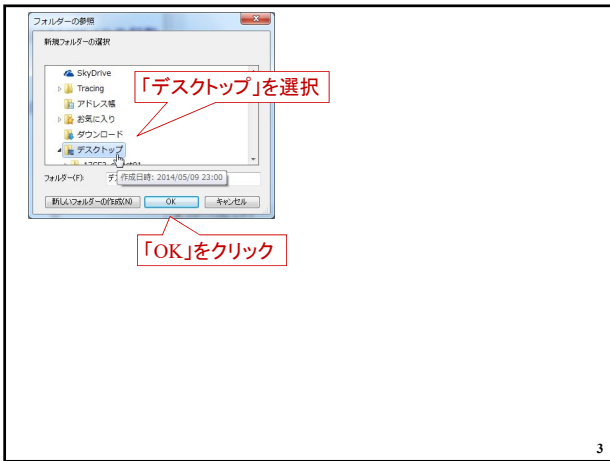 フォルダーの参照
新規フォルダーの選択
SkyDrive
Tracing
アドレス帳
お気に入り
ダウンロード
デスクトップ
「デスクトップ」を選択
フォルダー(F):
作成日時: 2014/05/09 23:00
新しいフォルダーの作成(N) OK キャンセル
「OK」をクリック
3